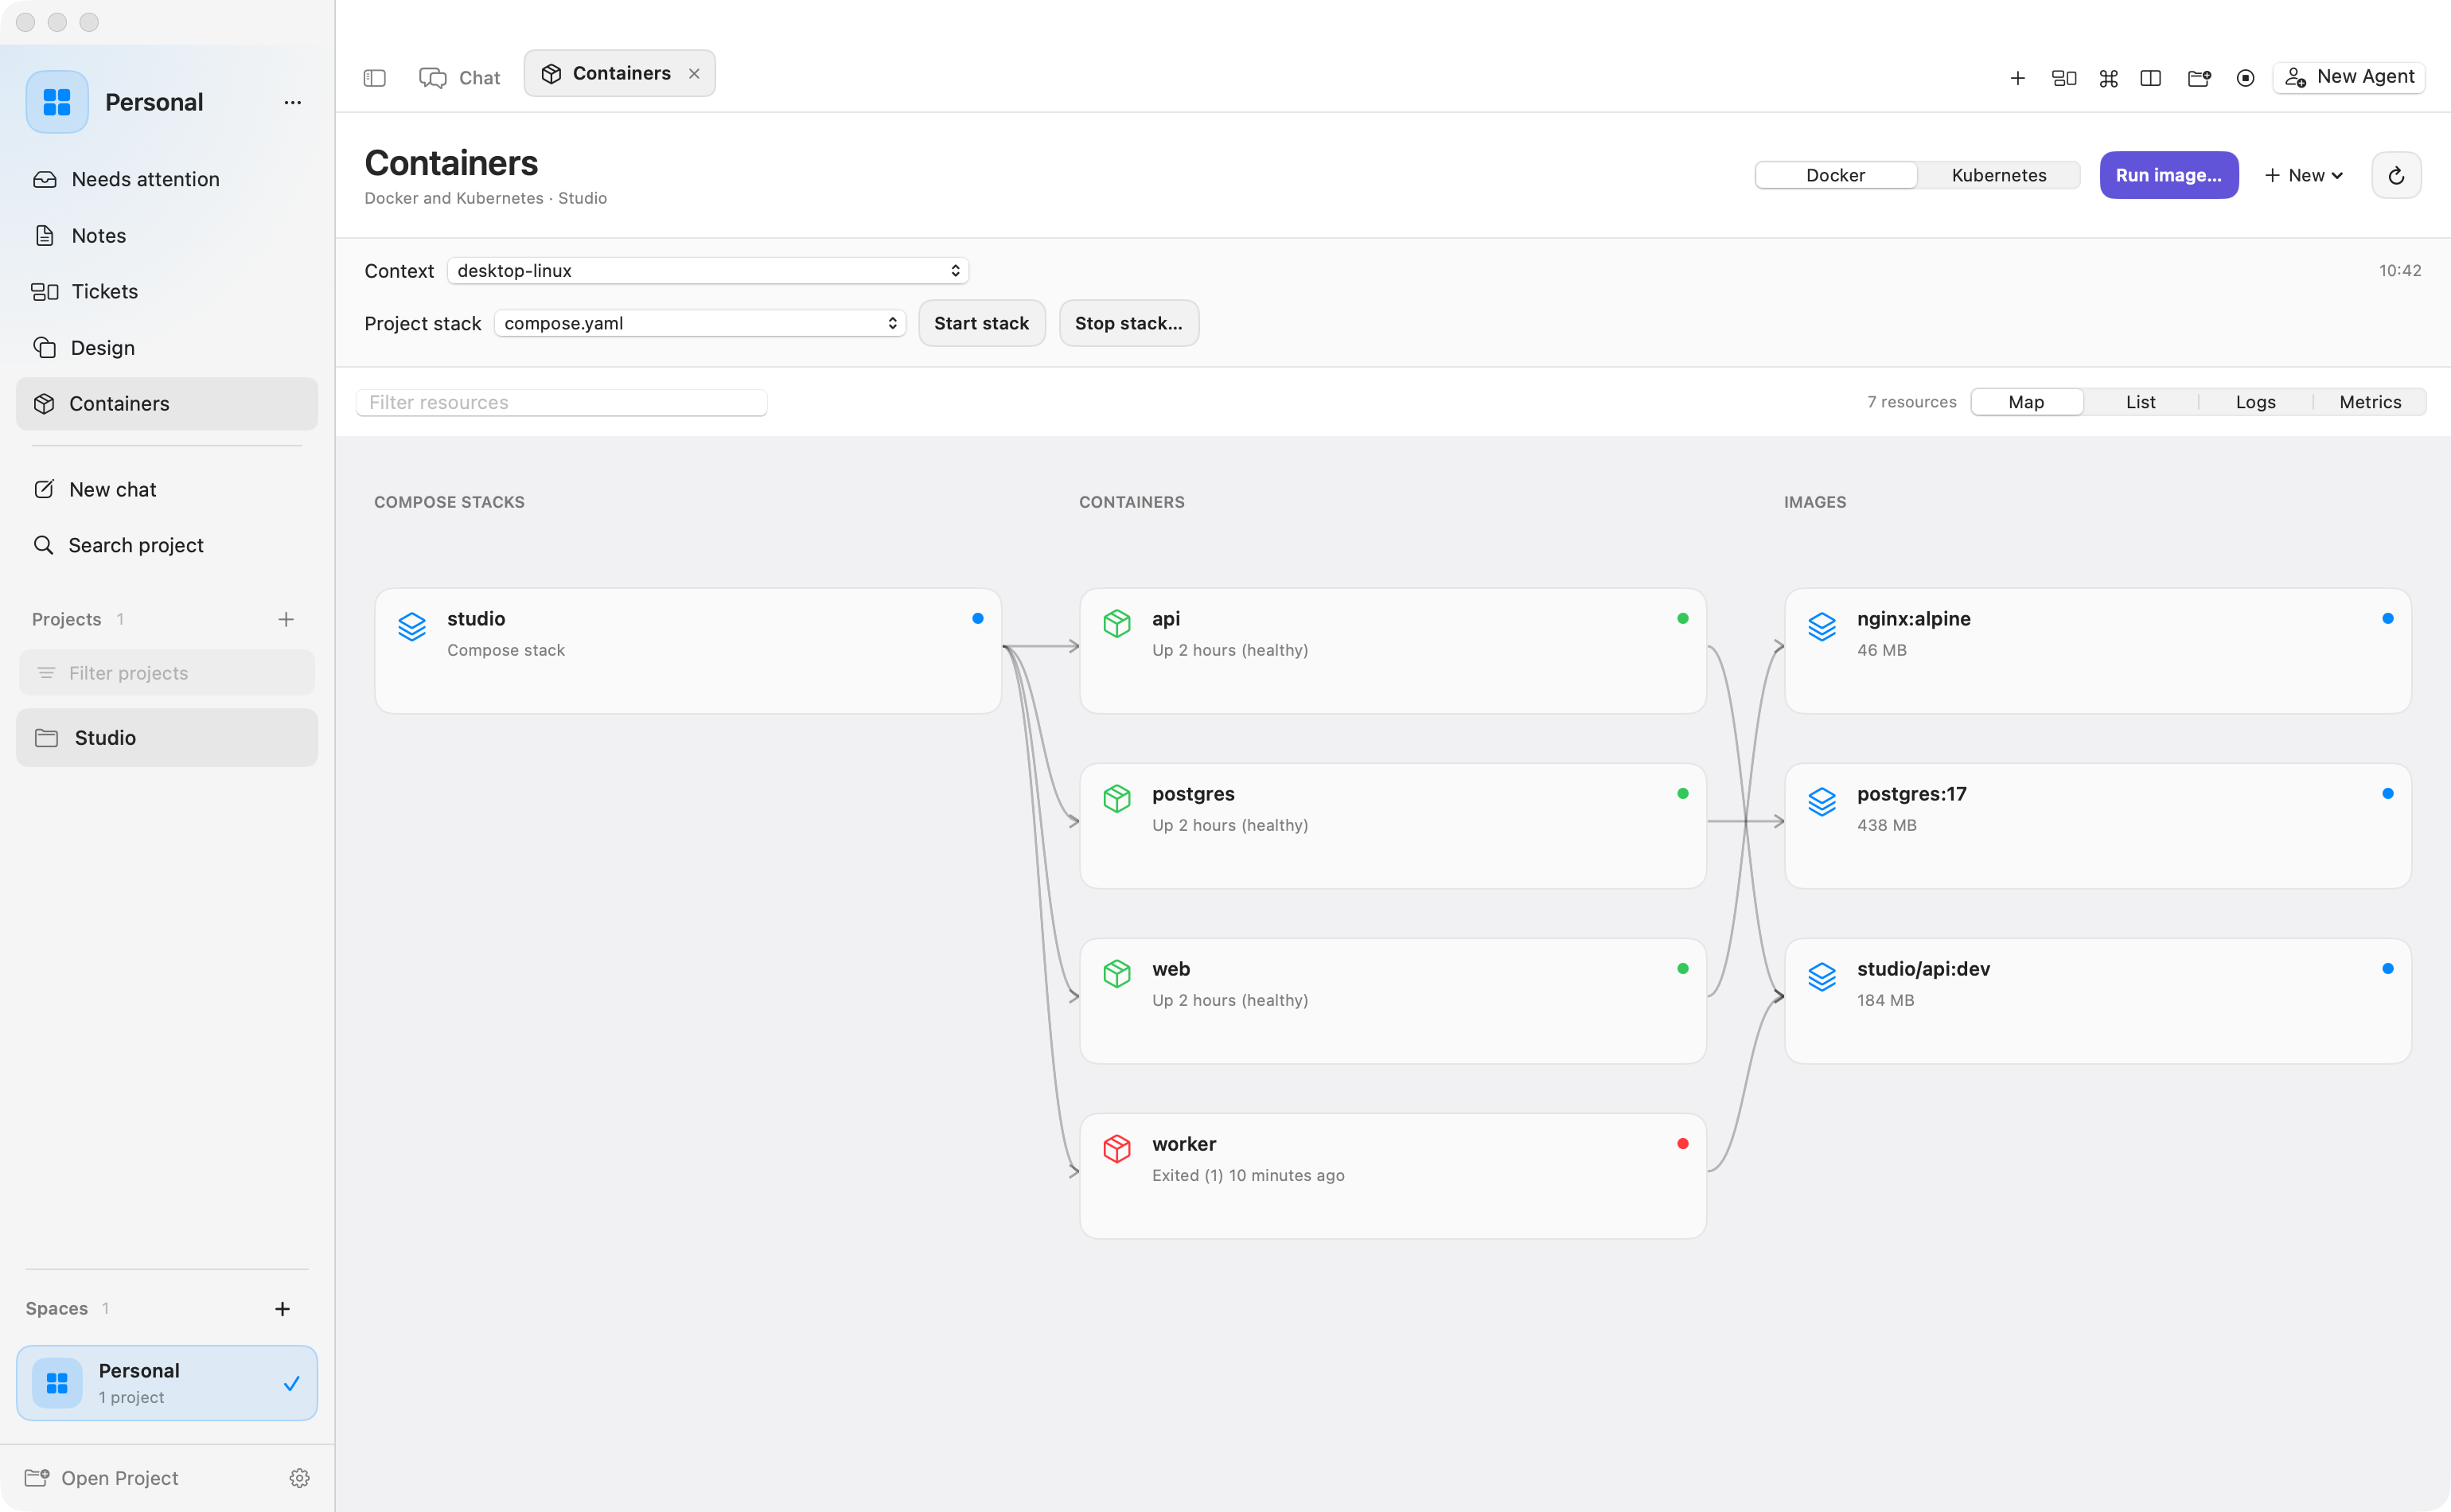 Personal
Needs attention
Notes
Tickets
Design
Containers
New chat
Search project
Projects 1
Filter projects
Studio
Spaces 1
Personal
1 project
Open Project
Chat
Containers
New Agent
Containers
Docker and Kubernetes · Studio
Docker
Kubernetes
Run image...
New
Context
desktop-linux
10:42
Project stack
compose.yaml
Start stack
Stop stack...
Filter resources
7 resources
Map
List
Logs
Metrics
COMPOSE STACKS
CONTAINERS
IMAGES
studio
Compose stack
api
Up 2 hours (healthy)
nginx:alpine
46 MB
postgres
Up 2 hours (healthy)
postgres:17
438 MB
web
Up 2 hours (healthy)
studio/api:dev
184 MB
worker
Exited (1) 10 minutes ago